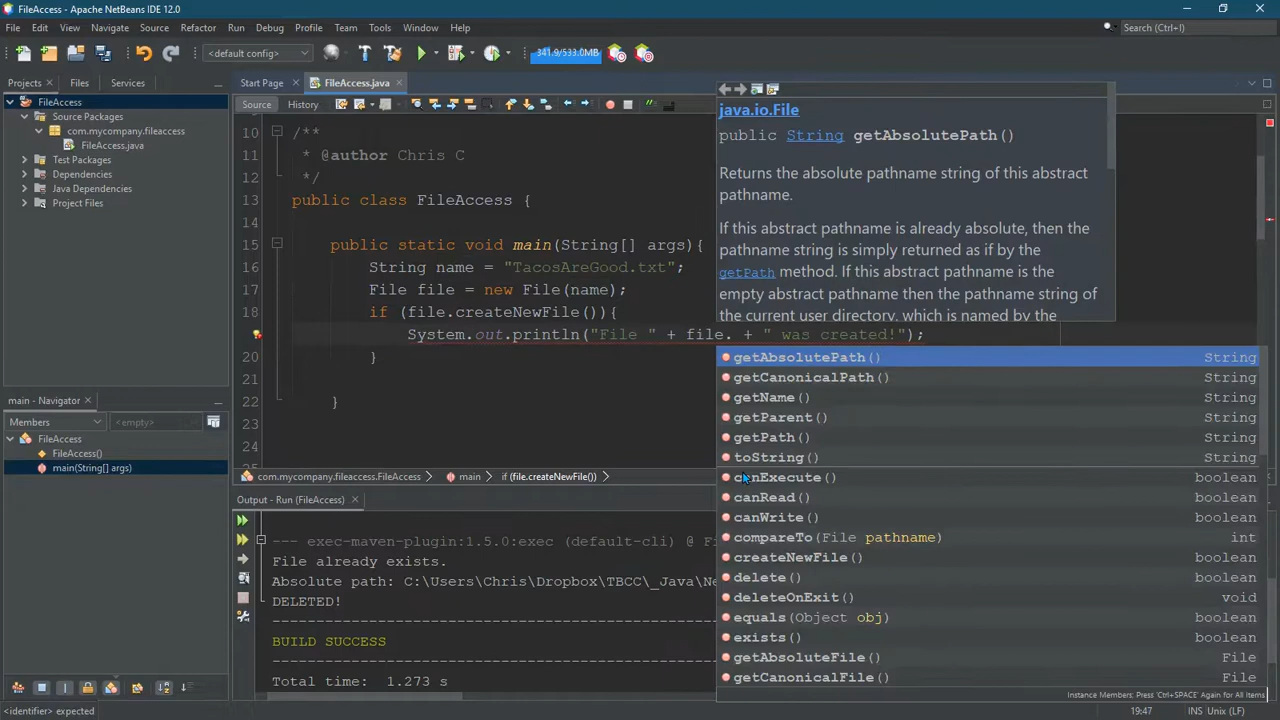 FileAccess - Apache NetBeans IDE 12.0
File Edit View Navigate Source Refactor Run Debug Profile Team Tools Window Help
Search (Ctrl+I)
<default config>
341.9/533.0MB
Projects Files Services
Start Page FileAccess.java
FileAccess
Source Packages
com.mycompany.fileaccess
FileAccess.java
Test Packages
Dependencies
Java Dependencies
Project Files
Source History
10 /**
11 * @author Chris C
12 */
13 public class FileAccess {
14
15 public static void main(String[] args){
16 String name = "TacosAreGood.txt";
17 File file = new File(name);
18 if (file.createNewFile()){
System.out.println("File " + file. + " was created!");
20 }
21
22 }
23
24
java.io.File
public String getAbsolutePath()
Returns the absolute pathname string of this abstract
pathname.
If this abstract pathname is already absolute, then the
pathname string is simply returned as if by the
getPath method. If this abstract pathname is the
empty abstract pathname then the pathname string of
the current user directory, which is named by the
getAbsolutePath() String
getCanonicalPath() String
getName() String
getParent() String
getPath() String
toString() String
canExecute() boolean
canRead() boolean
canWrite() boolean
compareTo(File pathname) int
createNewFile() boolean
delete() boolean
deleteOnExit() void
equals(Object obj) boolean
exists() boolean
getAbsoluteFile() File
getCanonicalFile() File
Instance Members: Press 'Ctrl+SPACE' Again for All Items
main - Navigator
Members <empty>
FileAccess
FileAccess()
main(String[] args)
com.mycompany.fileaccess.FileAccess main if (file.createNewFile())
Output - Run (FileAccess)
--- exec-maven-plugin:1.5.0:exec (default-cli) @ Fi
File already exists.
Absolute path: C:\Users\Chris\Dropbox\TBCC\_Java\Ne
DELETED!
------------------------------------------------
BUILD SUCCESS
------------------------------------------------
Total time: 1.273 s
<identifier> expected
19:47 INS Unix (LF)